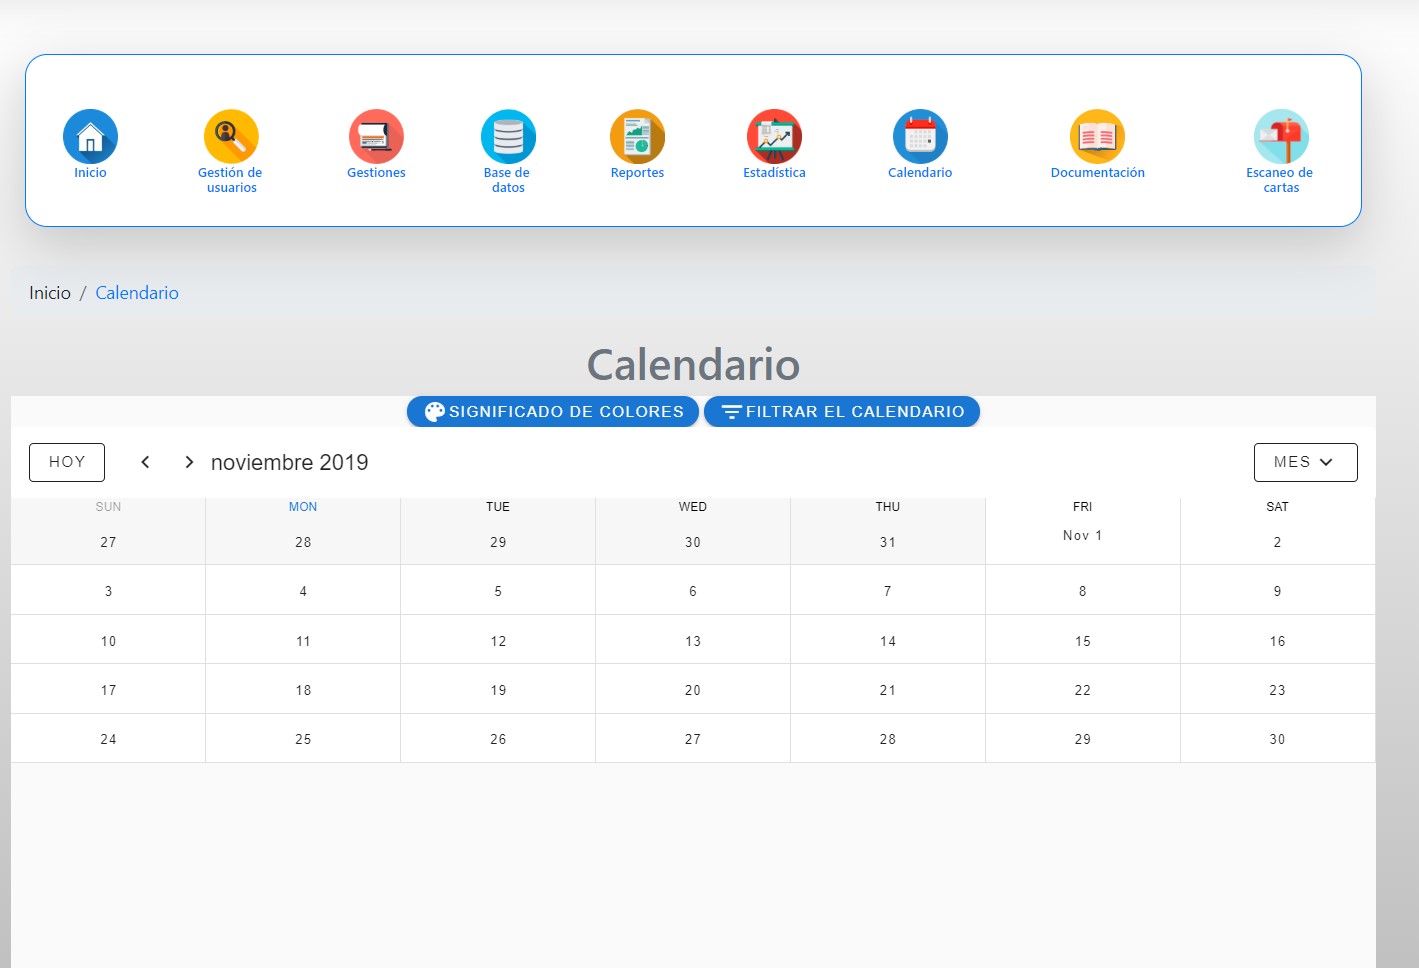 Inicio
Gestión de
usuarios
Gestiones
Base de
datos
Reportes
Estadística
Calendario
Documentación
Escaneo de
cartas
Inicio / Calendario
Calendario
SIGNIFICADO DE COLORES FILTRAR EL CALENDARIO
HOY noviembre 2019 MES
SUN MON TUE WED THU FRI SAT
27 28 29 30 31 Nov 1 2
3 4 5 6 7 8 9
10 11 12 13 14 15 16
17 18 19 20 21 22 23
24 25 26 27 28 29 30